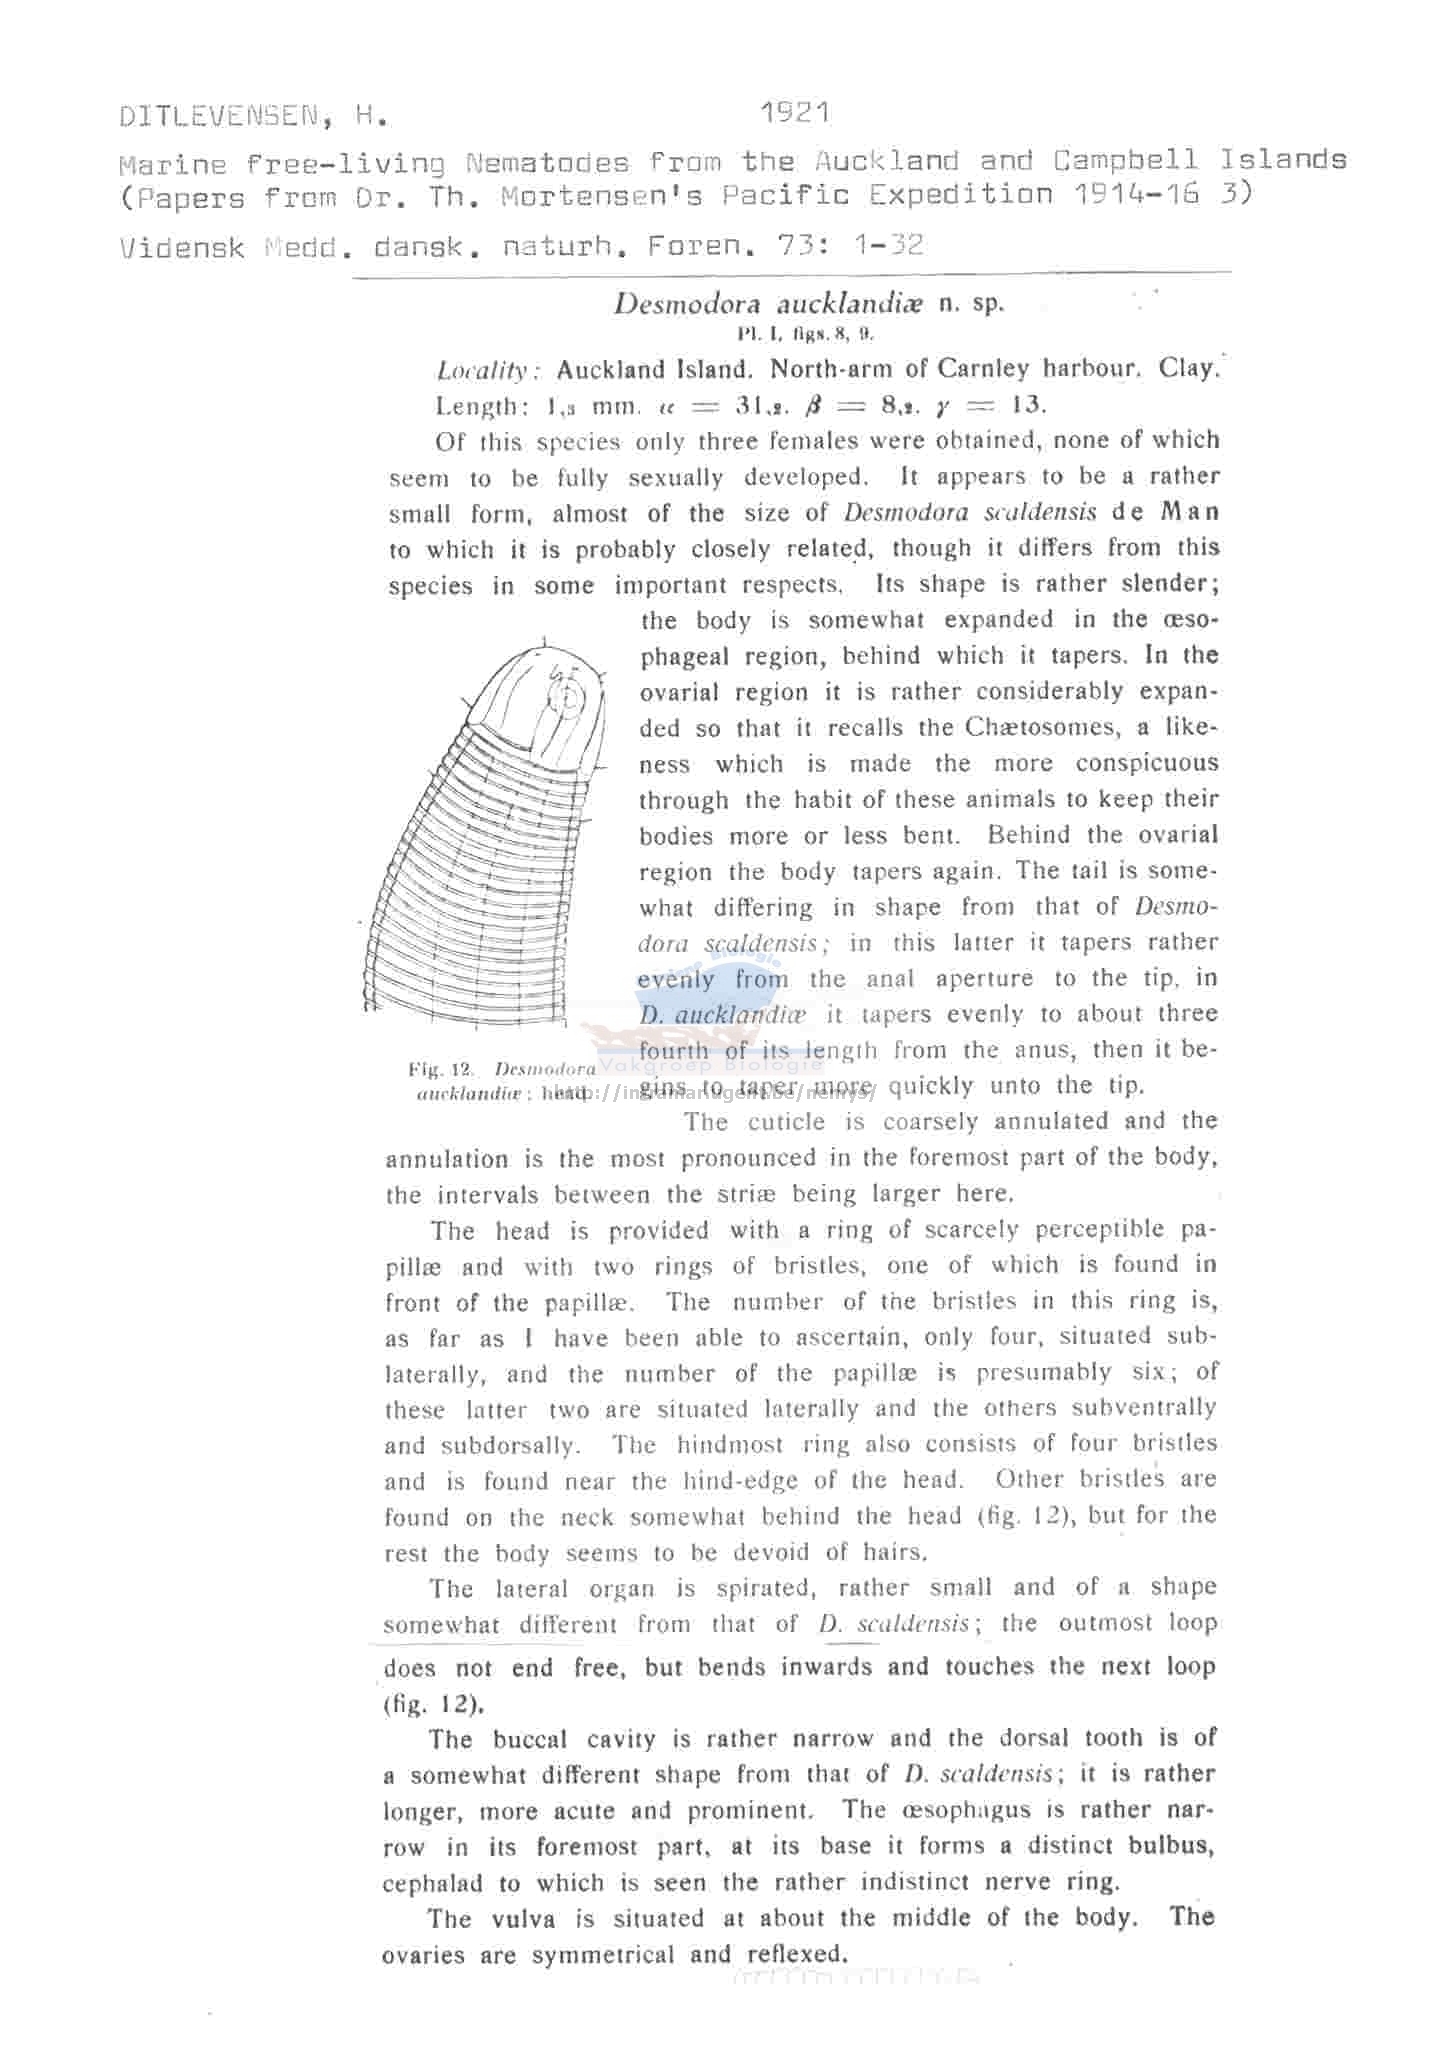 DITLEVENSEN, H. 1921
Marine free-living Nematodes from the Auckland and Campbell Islands
(Papers from Dr. Th. Mortensen's Pacific Expedition 1914-16 3)
Vidensk Medd. dansk. naturh. Foren. 73: 1-32
Desmodora aucklandiæ n. sp.
Pl. I, figs. 8, 9.
Locality: Auckland Island. North-arm of Carnley harbour. Clay.
Length: 1,3 mm. α = 31,2. β = 8,2. γ = 13.
Of this species only three females were obtained, none of which
seem to be fully sexually developed. It appears to be a rather
small form, almost of the size of Desmodora scaldensis de Man
to which it is probably closely related, though it differs from this
species in some important respects. Its shape is rather slender;
the body is somewhat expanded in the œso-
phageal region, behind which it tapers. In the
ovarial region it is rather considerably expan-
ded so that it recalls the Chætosomes, a like-
ness which is made the more conspicuous
through the habit of these animals to keep their
bodies more or less bent. Behind the ovarial
region the body tapers again. The tail is some-
what differing in shape from that of Desmo-
dora scaldensis; in this latter it tapers rather
evenly from the anal aperture to the tip, in
D. aucklandiæ it tapers evenly to about three
fourth of its length from the anus, then it be-
gins to taper more quickly unto the tip.
Fig. 12. Desmodora
aucklandiæ; head.
Vakgroep Biologie
The cuticle is coarsely annulated and the
annulation is the most pronounced in the foremost part of the body,
the intervals between the striæ being larger here.
The head is provided with a ring of scarcely perceptible pa-
pillæ and with two rings of bristles, one of which is found in
front of the papillæ. The number of the bristles in this ring is,
as far as I have been able to ascertain, only four, situated sub-
laterally, and the number of the papillæ is presumably six; of
these latter two are situated laterally and the others subventrally
and subdorsally. The hindmost ring also consists of four bristles
and is found near the hind-edge of the head. Other bristles are
found on the neck somewhat behind the head (fig. 12), but for the
rest the body seems to be devoid of hairs.
The lateral organ is spirated, rather small and of a shape
somewhat different from that of D. scaldensis; the outmost loop
does not end free, but bends inwards and touches the next loop
(fig. 12).
The buccal cavity is rather narrow and the dorsal tooth is of
a somewhat different shape from that of D. scaldensis; it is rather
longer, more acute and prominent. The œsophagus is rather nar-
row in its foremost part, at its base it forms a distinct bulbus,
cephalad to which is seen the rather indistinct nerve ring.
The vulva is situated at about the middle of the body. The
ovaries are symmetrical and reflexed.